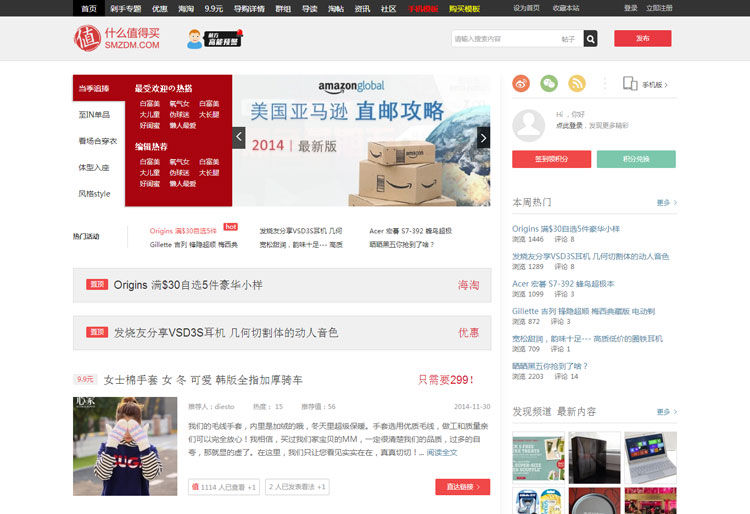 首页 到手专题 优惠 海淘 9.9元 导购详情 群组 导读 淘帖 资讯 社区 手机模板 购买模板 设为首页 收藏本站 登录 立即注册
值 什么值得买
SMZDM.COM
前方
高能预警
请输入搜索内容 帖子
发布
当季追捧
至IN单品
看场合穿衣
体型入座
风格style
最受欢迎の热搭
白富美 氧气女 白富美
大儿童 伪球迷 大长腿
好闺蜜 懒人最爱
编辑热荐
白富美 氧气女 白富美
大儿童 伪球迷 大长腿
好闺蜜 懒人最爱
amazonglobal
美国亚马逊 直邮攻略
2014 | 最新版
手机版
Hi ，你好
点此登录，发现更多精彩
签到领积分 积分兑换
热门活动
Origins 满$30自选5件 hot 发烧友分享VSD3S耳机 几何 Acer 宏碁 S7-392 蜂鸟超极
Gillette 吉列 锋隐超顺 梅西典 宽松甜润，韵味十足--- 高质 晒晒黑五你抢到了啥？
置顶 Origins 满$30自选5件豪华小样 海淘
置顶 发烧友分享VSD3S耳机 几何切割体的动人音色 优惠
9.9元 女士棉手套 女 冬 可爱 韩版全指加厚骑车 只需要299!
推荐人：diesto 热度： 15 推荐值：56 2014-11-30
我们的毛线手套，内里是加绒的哦，冬天里超级保暖。手套选用优质毛线，做工和质量亲
们可以完全放心！我相信，买过我们家宝贝的MM，一定很清楚我们的品质，过多的自
夸，那就显的虚了。在这里，我们只让您看见实实在在，真真切切！... 阅读全文
值 1114 人已查看 +1 2 人已发表看法 +1 直达链接
本周热门 更多
Origins 满$30自选5件豪华小样
浏览 1446 评论 8
发烧友分享VSD3S耳机 几何切割体的动人音色
浏览 1289 评论 8
Acer 宏碁 S7-392 蜂鸟超极本
浏览 1099 评论 3
Gillette 吉列 锋隐超顺 梅西典藏版 电动剃
浏览 872 评论 3
宽松甜润，韵味十足--- 高质低价的圈铁耳机
浏览 709 评论 1
晒晒黑五你抢到了啥？
浏览 2203 评论 14
发现频道 最新内容 更多